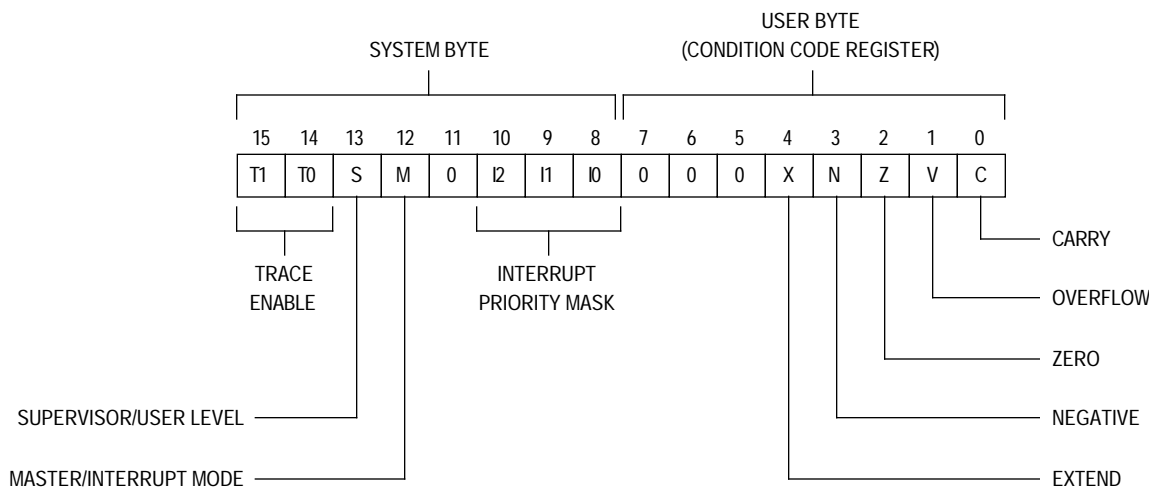 USER BYTE
SYSTEM BYTE (CONDITION CODE REGISTER)
15 14 13 12 11 10 9 8 7 6 5 4 3 2 1 0
T1 T0 S M 0 I2 I1 I0 0 0 0 X N Z V C
CARRY
TRACE INTERRUPT
ENABLE PRIORITY MASK
OVERFLOW
ZERO
SUPERVISOR/USER LEVEL NEGATIVE
MASTER/INTERRUPT MODE EXTEND